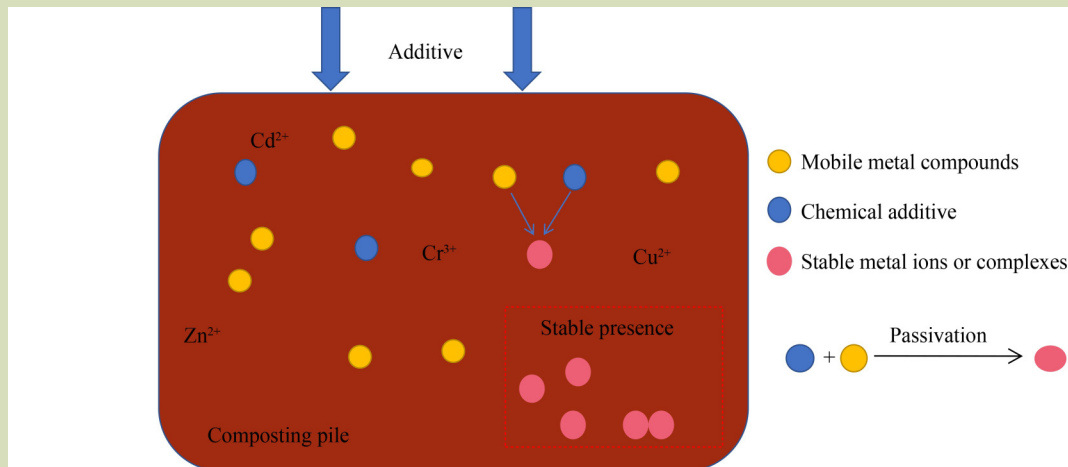 Additive
Cd²⁺
Cr³⁺
Cu²⁺
Zn²⁺
Stable presence
Composting pile
Mobile metal compounds
Chemical additive
Stable metal ions or complexes
+ Passivation